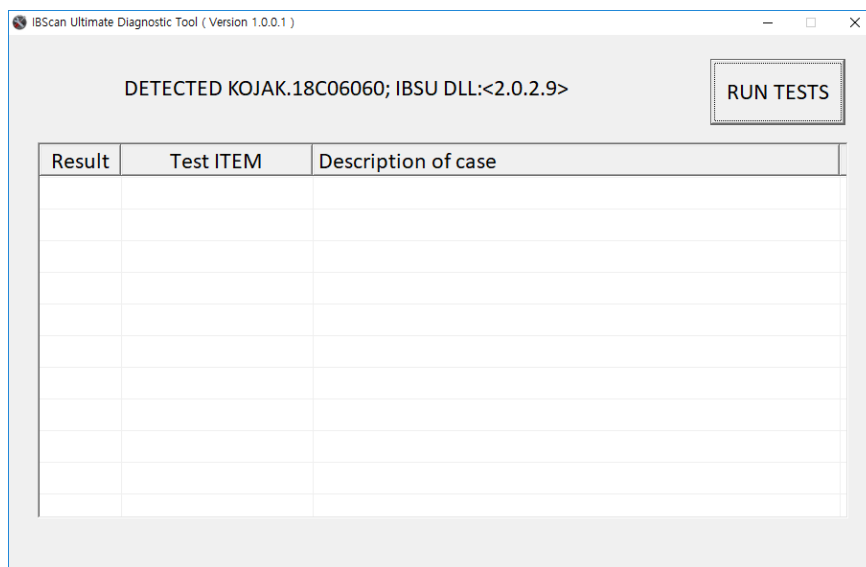 IBScan Ultimate Diagnostic Tool ( Version 1.0.0.1 )
DETECTED KOJAK.18C06060; IBSU DLL:<2.0.2.9>
RUN TESTS
Result Test ITEM Description of case